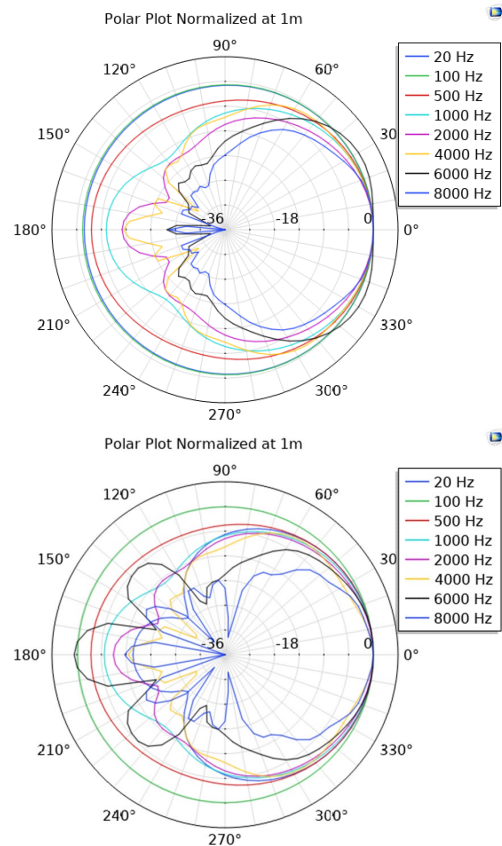 Polar Plot Normalized at 1m
90°
120°
60°
150°
30
180°
-36
-18
0
0°
210°
330°
240°
300°
270°
20 Hz
100 Hz
500 Hz
1000 Hz
2000 Hz
4000 Hz
6000 Hz
8000 Hz
Polar Plot Normalized at 1m
90°
120°
60°
150°
30
180°
-36
-18
0
0°
210°
330°
240°
300°
270°
20 Hz
100 Hz
500 Hz
1000 Hz
2000 Hz
4000 Hz
6000 Hz
8000 Hz